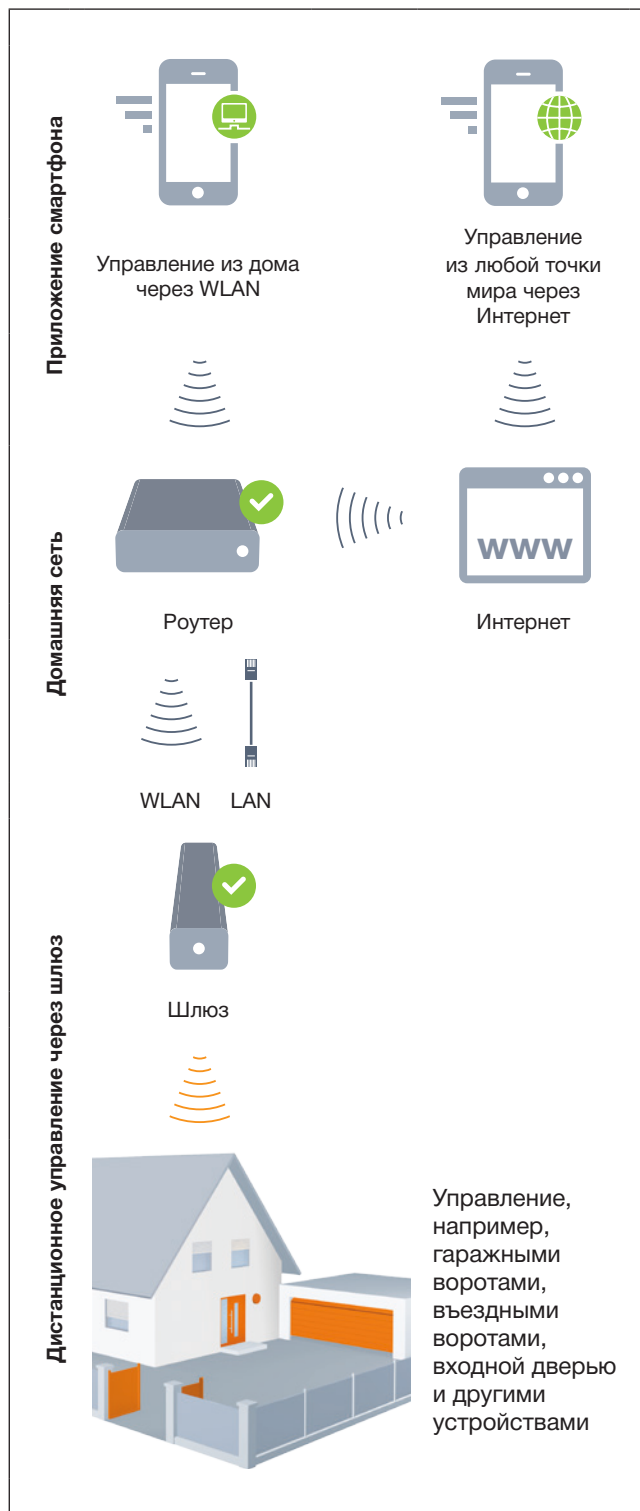 Приложение смартфона
Управление из дома
через WLAN
Управление
из любой точки
мира через
Интернет
Домашняя сеть
Роутер
www
Интернет
WLAN
LAN
Дистанционное управление через шлюз
Шлюз
Управление,
например,
гаражными
воротами,
въездными
воротами,
входной дверью
и другими
устройствами